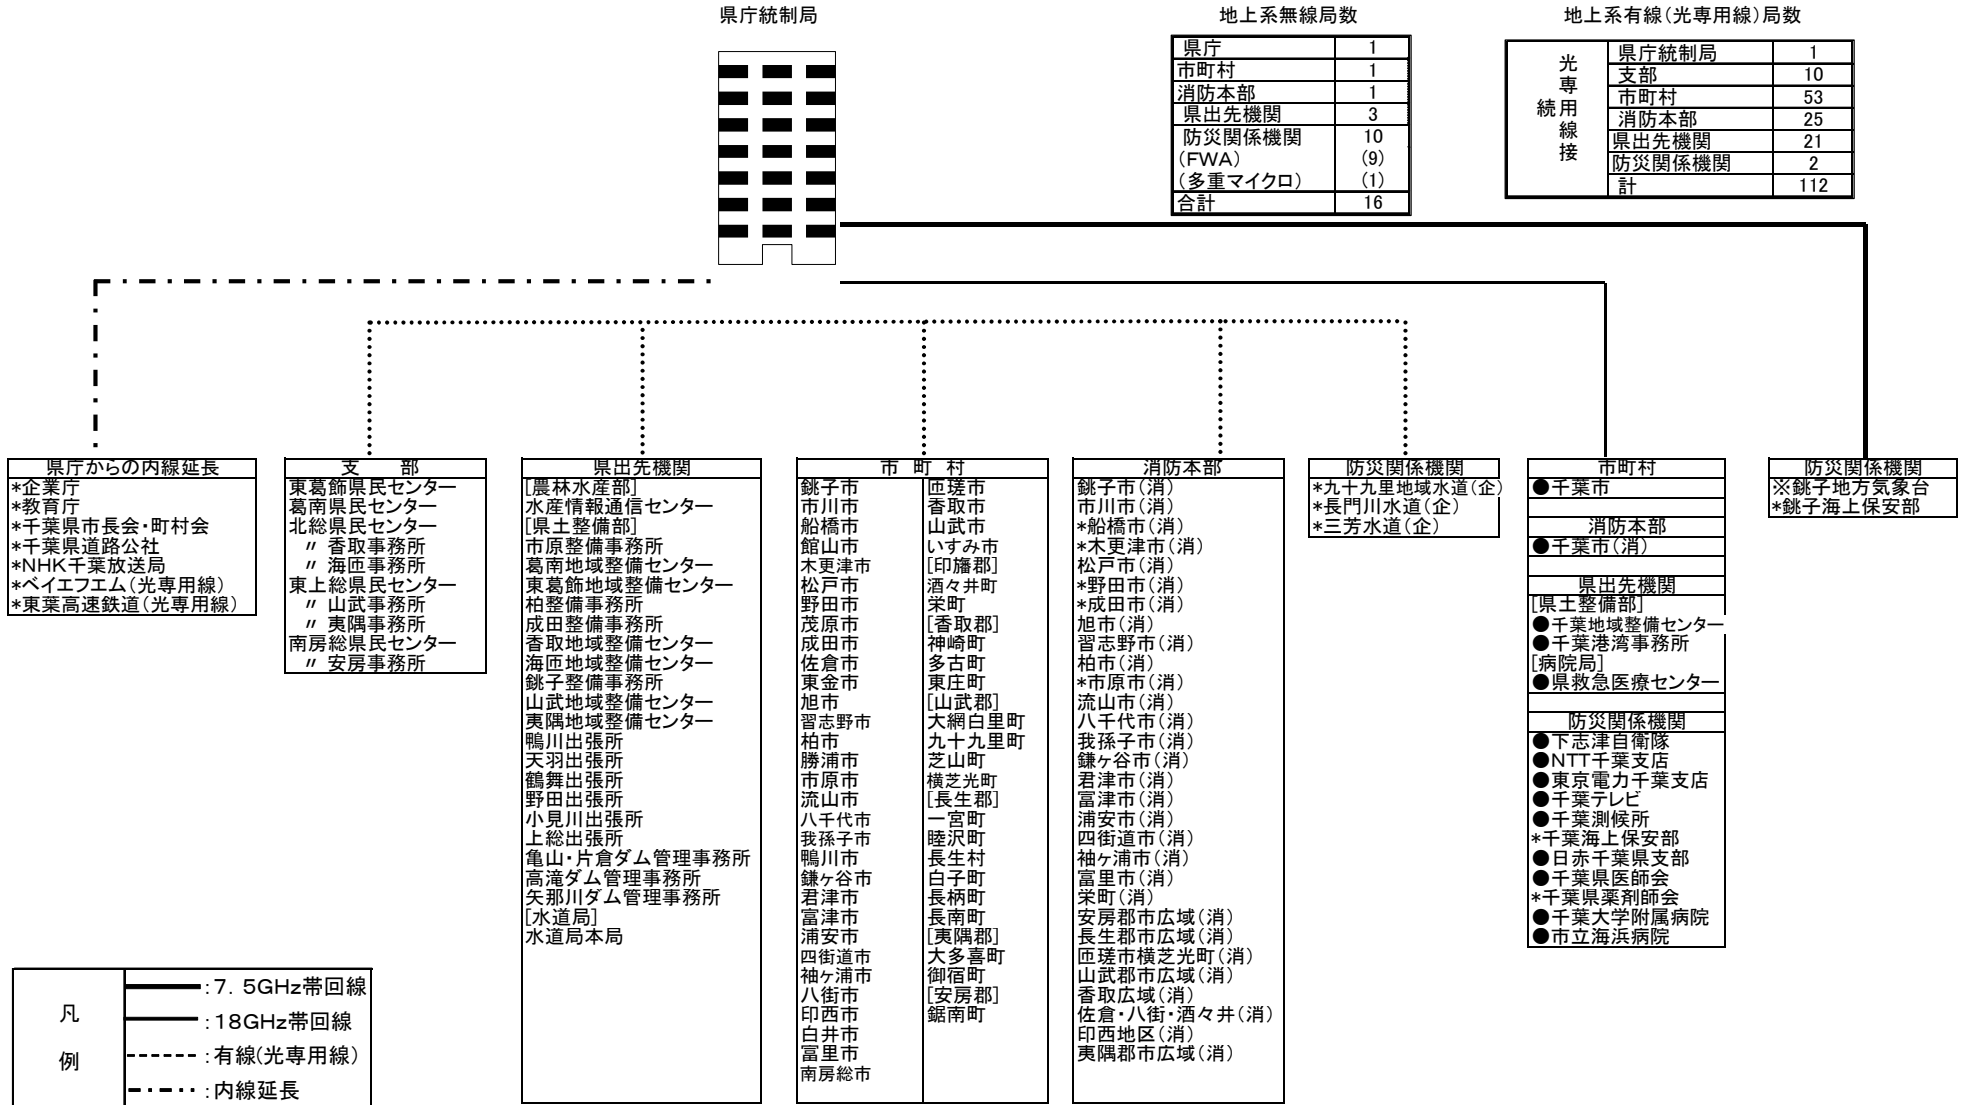 県庁統制局
地上系無線局数
県庁 1
市町村 1
消防本部 1
県出先機関 3
防災関係機関 10
(FWA) (9)
(多重マイクロ) (1)
合計 16
地上系有線(光専用線)局数
光専用線接続
県庁統制局 1
支部 10
市町村 53
消防本部 25
県出先機関 21
防災関係機関 2
計 112
県庁からの内線延長
*企業庁
*教育庁
*千葉県市長会・町村会
*千葉県道路公社
*NHK千葉放送局
*ベイエフエム(光専用線)
*東葉高速鉄道(光専用線)
支 部
東葛飾県民センター
葛南県民センター
北総県民センター
〃 香取事務所
〃 海匝事務所
東上総県民センター
〃 山武事務所
〃 夷隅事務所
南房総県民センター
〃 安房事務所
県出先機関
[農林水産部]
水産情報通信センター
[県土整備部]
市原整備事務所
葛南地域整備センター
東葛飾地域整備センター
柏整備事務所
成田整備事務所
香取地域整備センター
海匝地域整備センター
銚子整備事務所
山武地域整備センター
夷隅地域整備センター
鴨川出張所
天羽出張所
鶴舞出張所
野田出張所
小見川出張所
上総出張所
亀山・片倉ダム管理事務所
高滝ダム管理事務所
矢那川ダム管理事務所
[水道局]
水道局本局
市 町 村
銚子市
市川市
船橋市
館山市
木更津市
松戸市
野田市
茂原市
成田市
佐倉市
東金市
旭市
習志野市
柏市
勝浦市
市原市
流山市
八千代市
我孫子市
鴨川市
鎌ヶ谷市
君津市
富津市
浦安市
四街道市
袖ヶ浦市
八街市
印西市
白井市
富里市
南房総市
匝瑳市
香取市
山武市
いすみ市
[印旛郡]
酒々井町
栄町
[香取郡]
神崎町
多古町
東庄町
[山武郡]
大網白里町
九十九里町
芝山町
横芝光町
[長生郡]
一宮町
睦沢町
長生村
白子町
長柄町
長南町
[夷隅郡]
大多喜町
御宿町
[安房郡]
鋸南町
消防本部
銚子市(消)
市川市(消)
*船橋市(消)
*木更津市(消)
松戸市(消)
*野田市(消)
*成田市(消)
旭市(消)
習志野市(消)
柏市(消)
*市原市(消)
流山市(消)
八千代市(消)
我孫子市(消)
鎌ヶ谷市(消)
君津市(消)
富津市(消)
浦安市(消)
四街道市(消)
袖ヶ浦市(消)
富里市(消)
栄町(消)
安房郡市広域(消)
長生郡市広域(消)
匝瑳市横芝光町(消)
山武郡市広域(消)
香取広域(消)
佐倉・八街・酒々井(消)
印西地区(消)
夷隅郡市広域(消)
防災関係機関
*九十九里地域水道(企)
*長門川水道(企)
*三芳水道(企)
市町村
●千葉市
消防本部
●千葉市(消)
県出先機関
[県土整備部]
●千葉地域整備センター
●千葉港湾事務所
[病院局]
●県救急医療センター
防災関係機関
●下志津自衛隊
●NTT千葉支店
●東京電力千葉支店
●千葉テレビ
●千葉測候所
*千葉海上保安部
●日赤千葉県支部
●千葉県医師会
*千葉県薬剤師会
●千葉大学附属病院
●市立海浜病院
防災関係機関
※銚子地方気象台
*銚子海上保安部
凡例
:7.5GHz帯回線
:18GHz帯回線
:有線(光専用線)
:内線延長